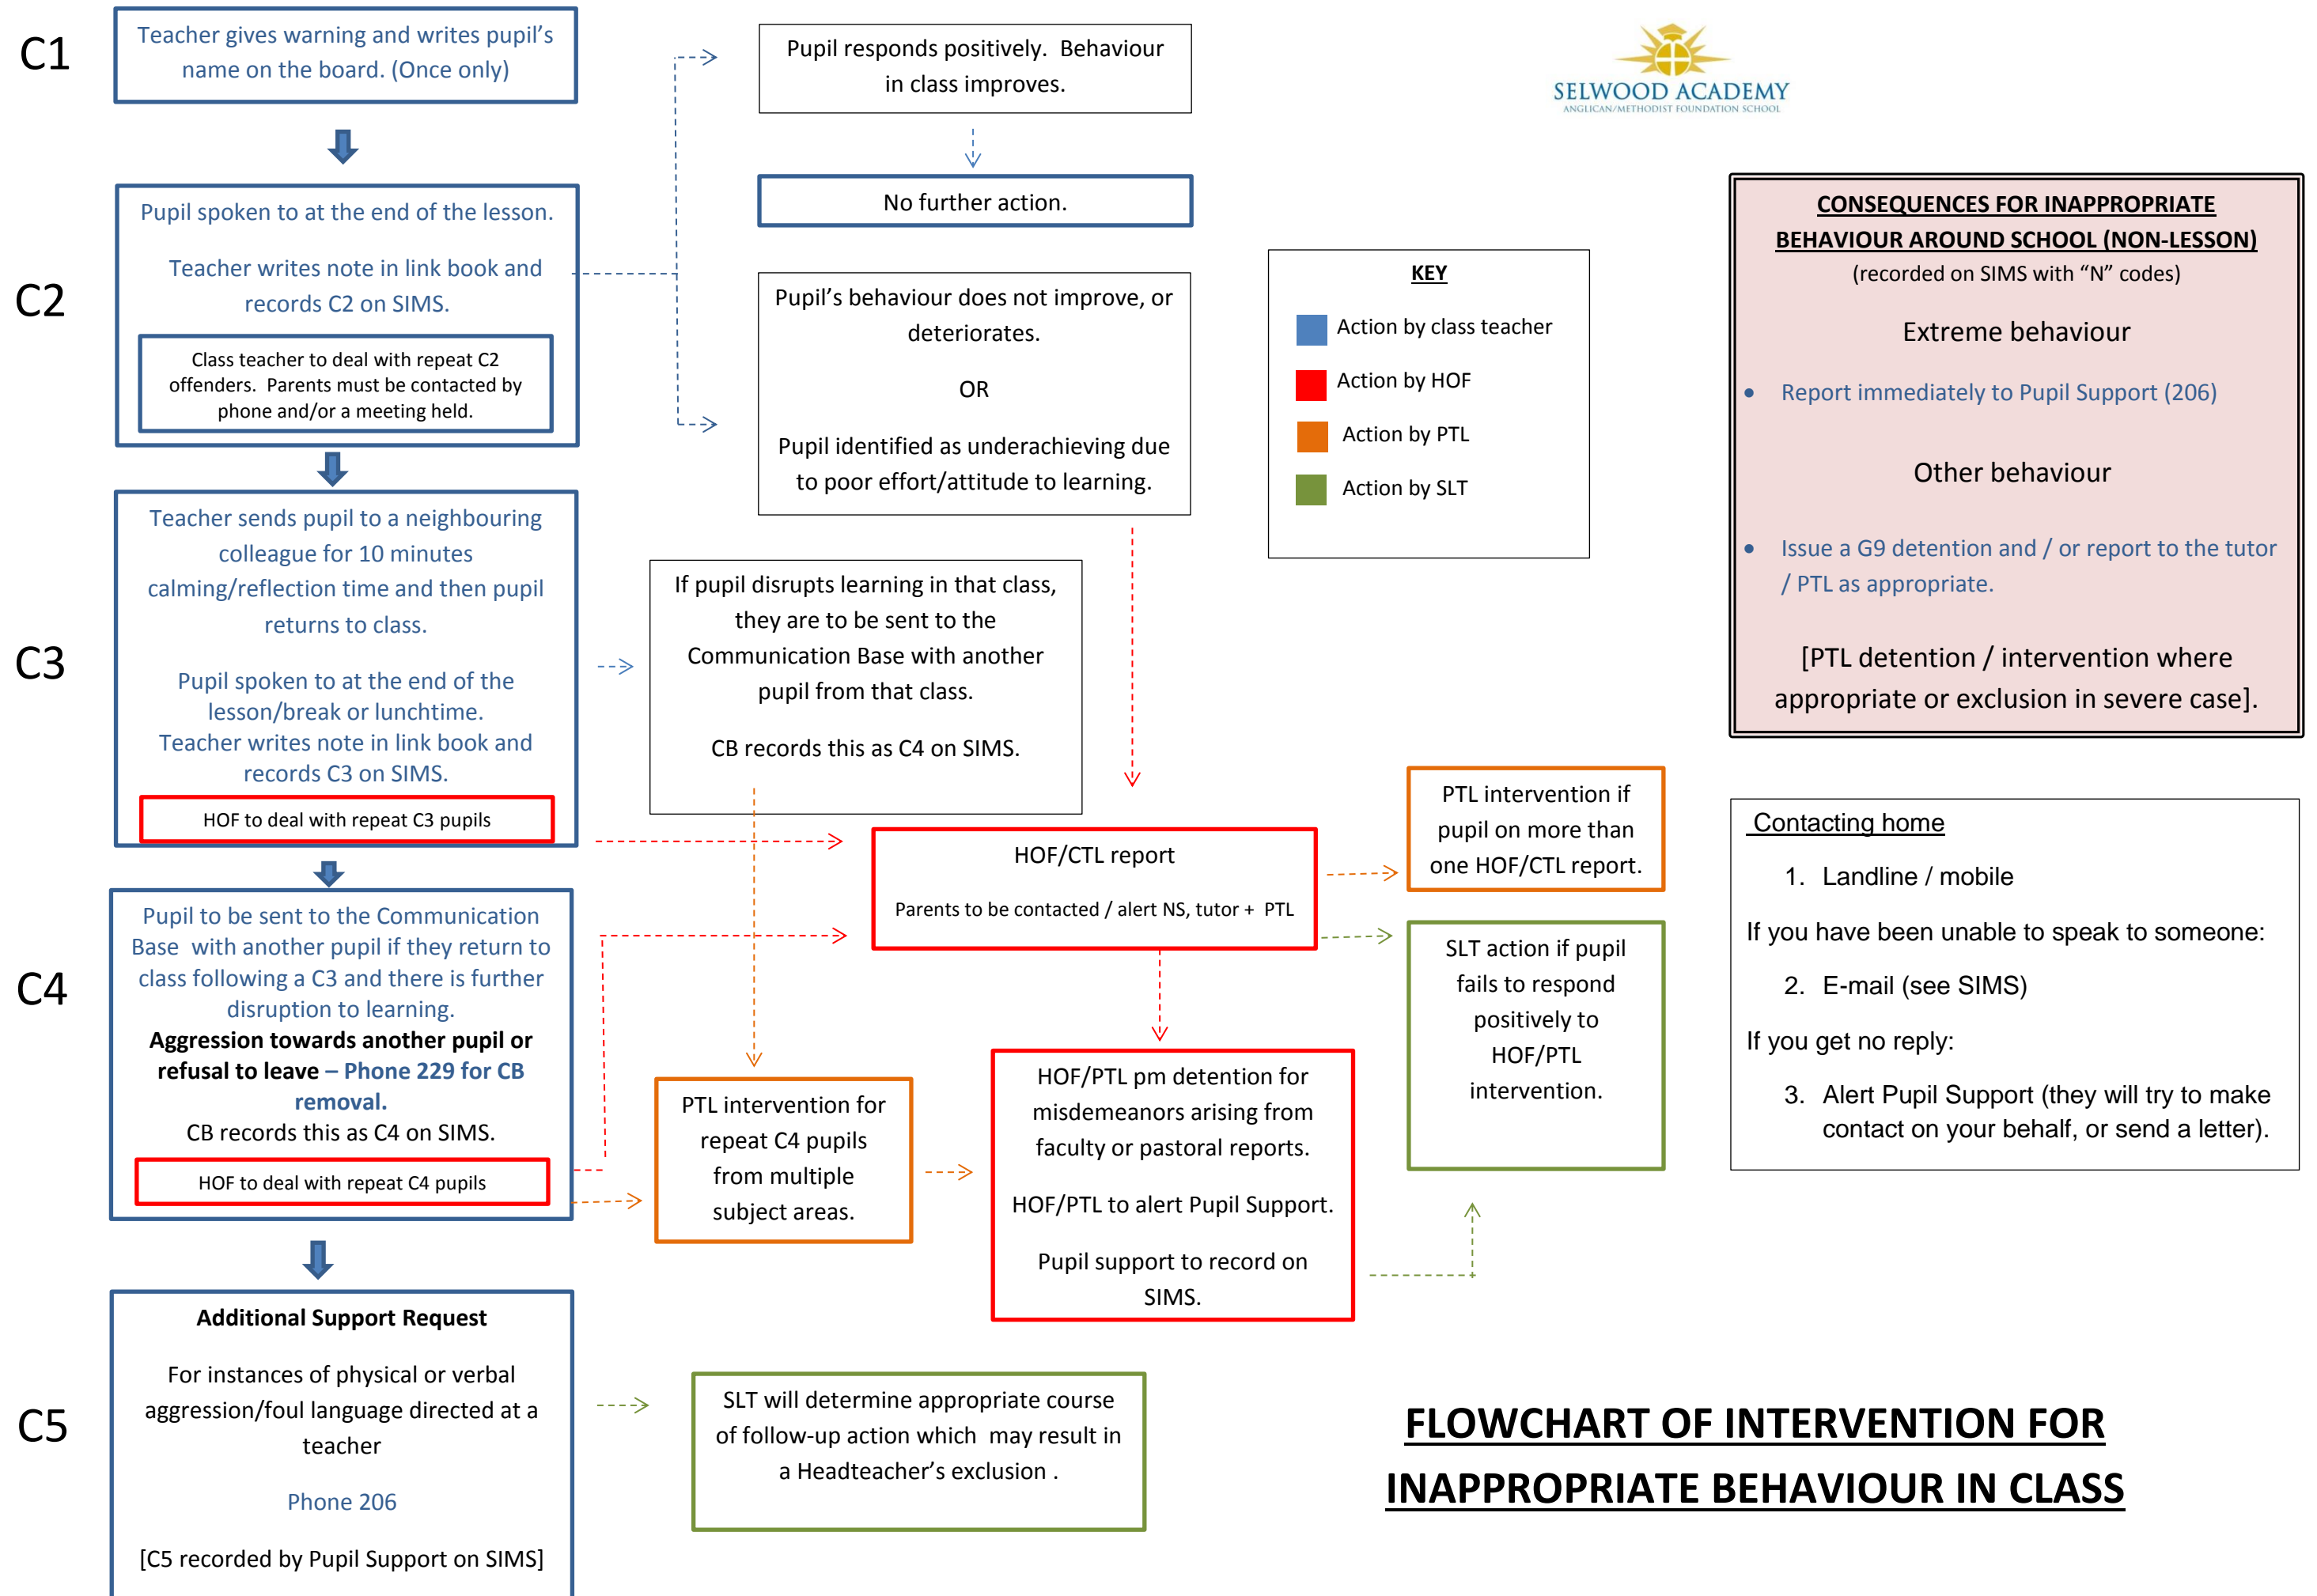 C1
Teacher gives warning and writes pupil’s
name on the board. (Once only)
Pupil responds positively.  Behaviour
in class improves.
SELWOOD ACADEMY
ANGLICAN/METHODIST FOUNDATION SCHOOL
No further action.
C2
Pupil spoken to at the end of the lesson.
Teacher writes note in link book and
records C2 on SIMS.
Class teacher to deal with repeat C2
offenders.  Parents must be contacted by
phone and/or a meeting held.
Pupil’s behaviour does not improve, or
deteriorates.
OR
Pupil identified as underachieving due
to poor effort/attitude to learning.
KEY
Action by class teacher
Action by HOF
Action by PTL
Action by SLT
CONSEQUENCES FOR INAPPROPRIATE
BEHAVIOUR AROUND SCHOOL (NON-LESSON)
(recorded on SIMS with “N” codes)
Extreme behaviour
• Report immediately to Pupil Support (206)
Other behaviour
• Issue a G9 detention and / or report to the tutor
/ PTL as appropriate.
[PTL detention / intervention where
appropriate or exclusion in severe case].
C3
Teacher sends pupil to a neighbouring
colleague for 10 minutes
calming/reflection time and then pupil
returns to class.
Pupil spoken to at the end of the
lesson/break or lunchtime.
Teacher writes note in link book and
records C3 on SIMS.
HOF to deal with repeat C3 pupils
If pupil disrupts learning in that class,
they are to be sent to the
Communication Base with another
pupil from that class.
CB records this as C4 on SIMS.
HOF/CTL report
Parents to be contacted / alert NS, tutor +  PTL
PTL intervention if
pupil on more than
one HOF/CTL report.
SLT action if pupil
fails to respond
positively to
HOF/PTL
intervention.
Contacting home
1. Landline / mobile
If you have been unable to speak to someone:
2. E-mail (see SIMS)
If you get no reply:
3. Alert Pupil Support (they will try to make
contact on your behalf, or send a letter).
C4
Pupil to be sent to the Communication
Base  with another pupil if they return to
class following a C3 and there is further
disruption to learning.
Aggression towards another pupil or
refusal to leave – Phone 229 for CB
removal.
CB records this as C4 on SIMS.
HOF to deal with repeat C4 pupils
PTL intervention for
repeat C4 pupils
from multiple
subject areas.
HOF/PTL pm detention for
misdemeanors arising from
faculty or pastoral reports.
HOF/PTL to alert Pupil Support.
Pupil support to record on
SIMS.
C5
Additional Support Request
For instances of physical or verbal
aggression/foul language directed at a
teacher
Phone 206
[C5 recorded by Pupil Support on SIMS]
SLT will determine appropriate course
of follow-up action which  may result in
a Headteacher’s exclusion .
FLOWCHART OF INTERVENTION FOR
INAPPROPRIATE BEHAVIOUR IN CLASS